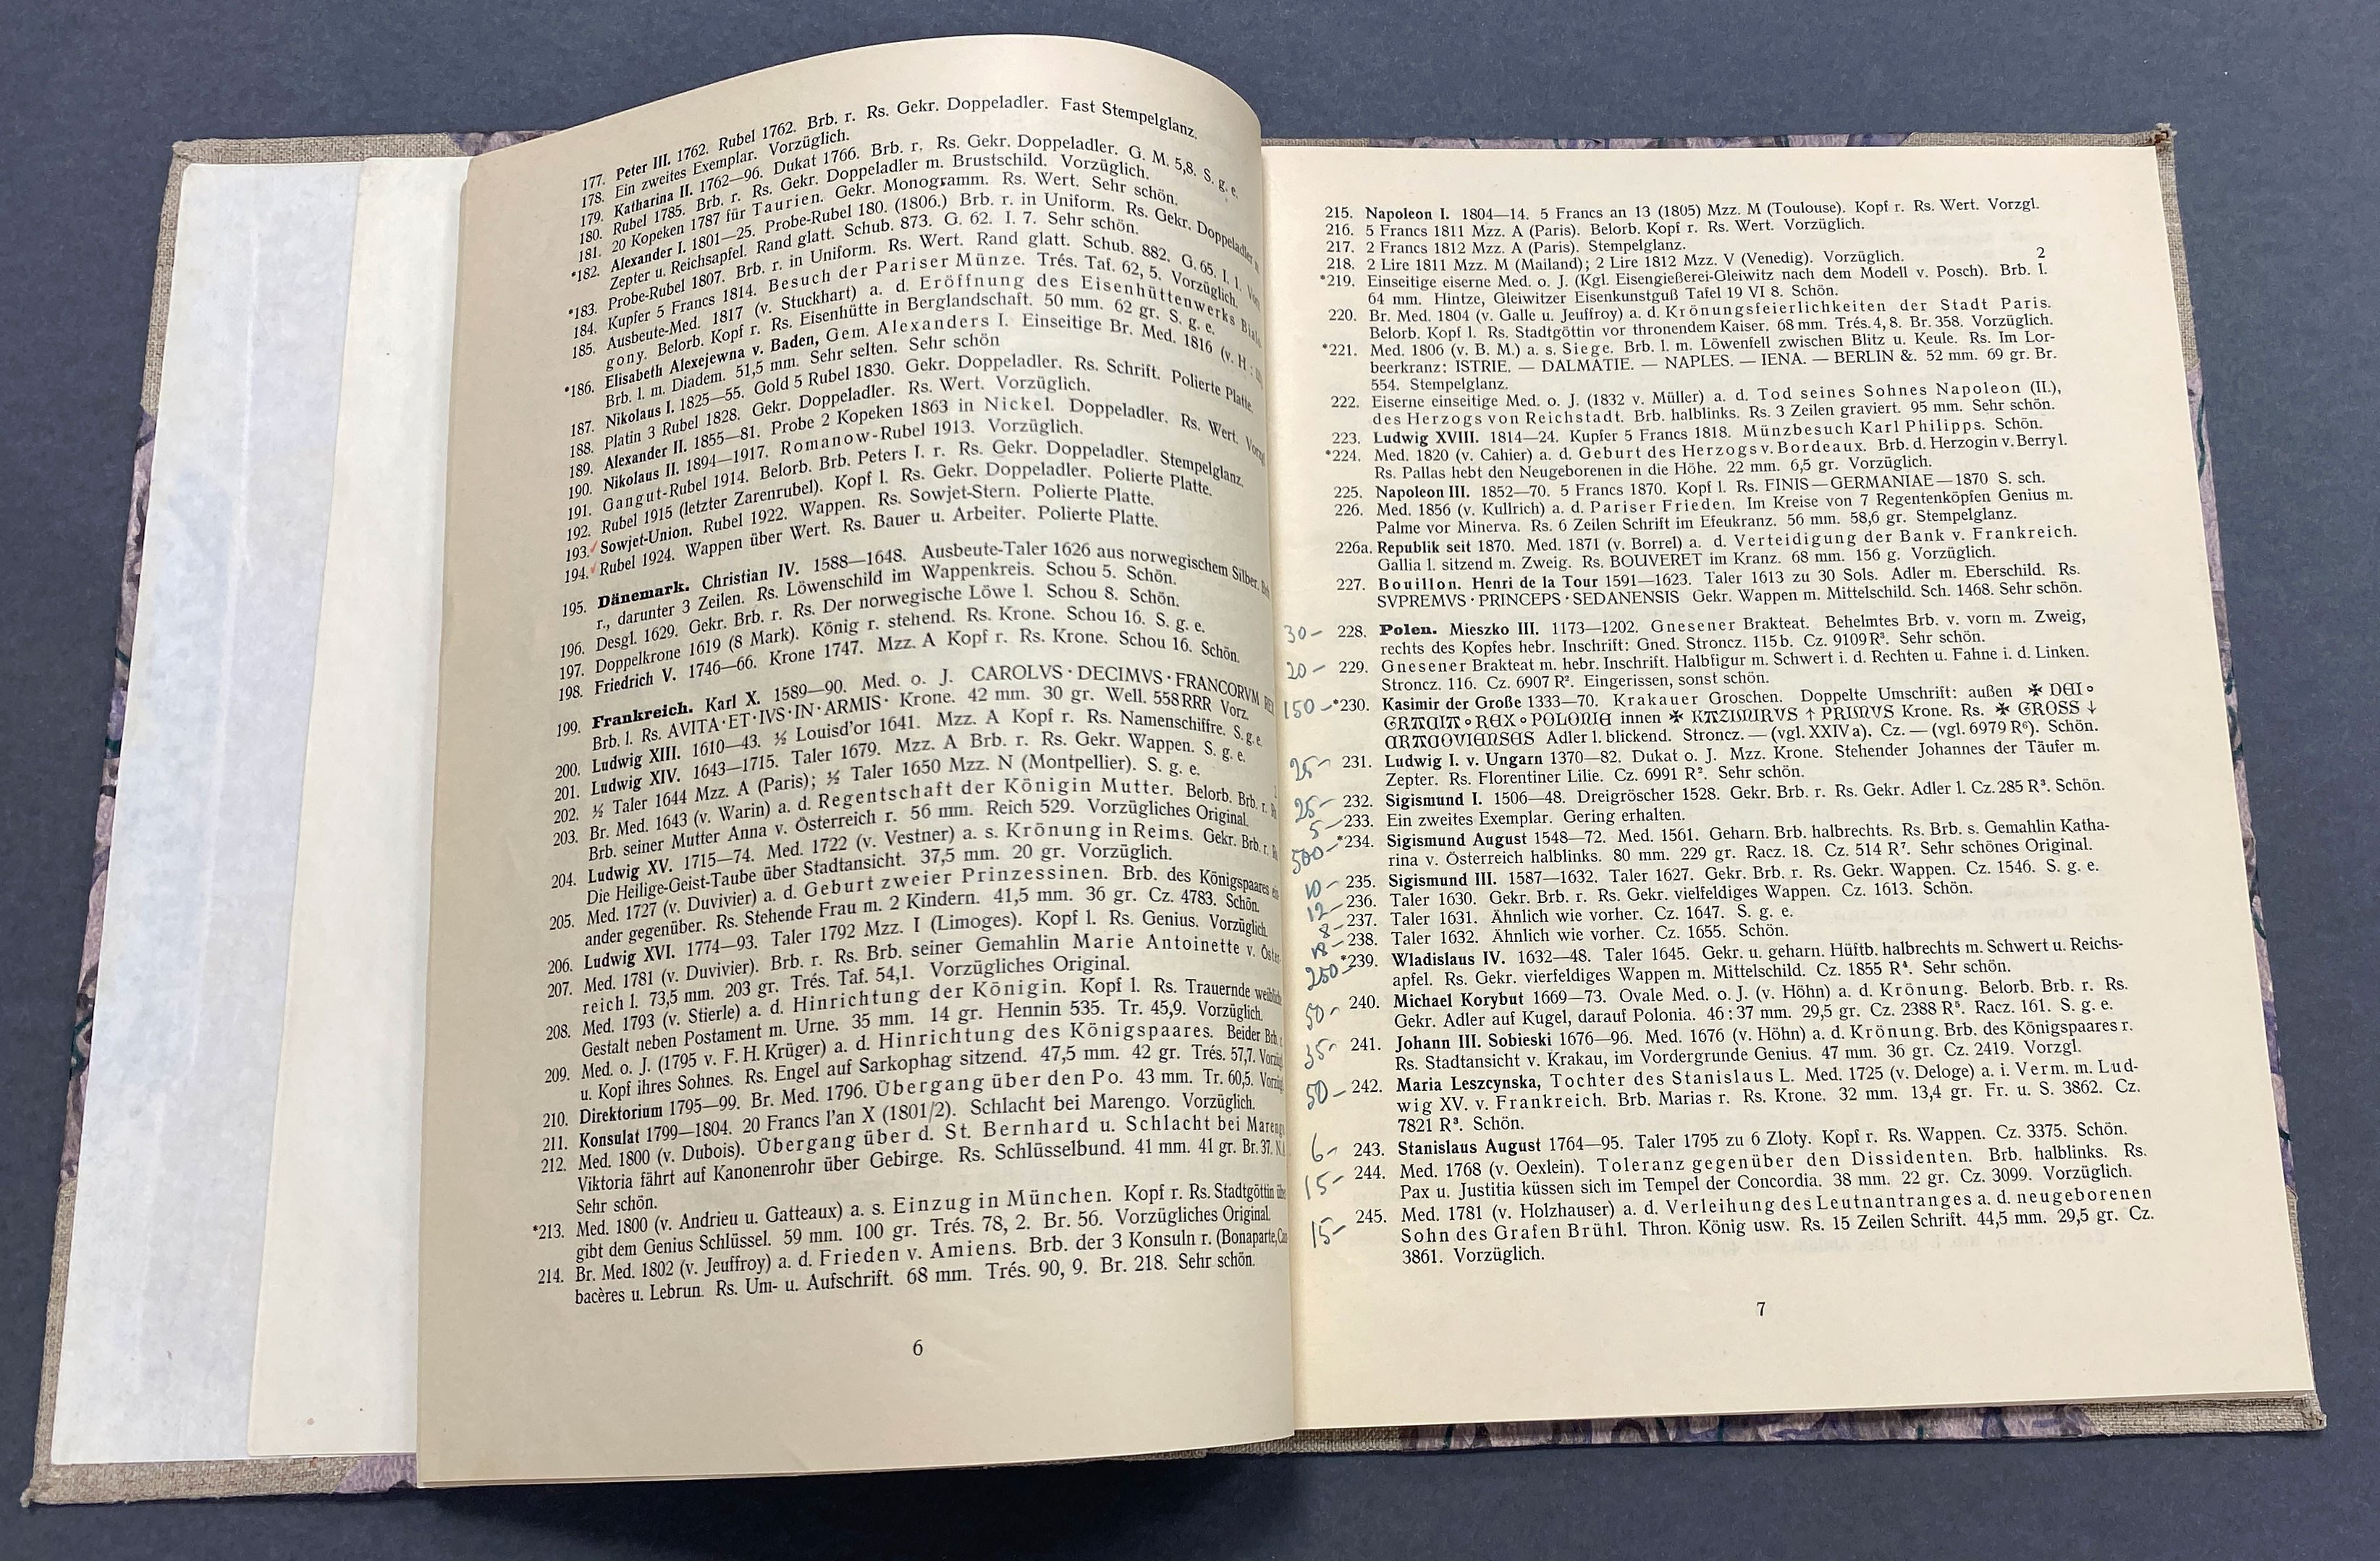 177. Peter III. 1762. Rubel 1762. Brb. r. Rs. Gekr. Doppeladler. Fast Stempelglanz.
178. Ein zweites Exemplar. Vorzüglich.
179. Katharina II. 1762—96. Dukat 1766. Brb. r. Rs. Gekr. Doppeladler. G. M. 5,8. S. g. e.
180. Rubel 1785. Brb. r. Rs. Gekr. Doppeladler m. Brustschild. Vorzüglich.
181. 20 Kopeken 1787 für Taurien. Gekr. Monogramm. Rs. Wert. Sehr schön.
*182. Alexander I. 1801—25. Probe-Rubel 180. (1806.) Brb. r. in Uniform. Rs. Gekr. Doppeladler
Zepter u. Reichsapfel. Rand glatt. Schub. 873. G. 62. I. 7. Sehr schön.
*183. Probe-Rubel 1807. Brb. r. in Uniform. Rs. Wert. Rand glatt. Schub. 882. G. 65. I. 1.
184. Kupfer 5 Francs 1814. Besuch der Pariser Münze. Trés. Taf. 62, 5. Vorzüglich.
185. Ausbeute-Med. 1817 (v. Stuckhart) a. d. Eröffnung des Eisenhüttenwerks
gony. Belorb. Kopf r. Rs. Eisenhütte in Berglandschaft. 50 mm. 62 gr. S. g. e.
*186. Elisabeth Alexejewna v. Baden, Gem. Alexanders I. Einseitige Br. Med. 1816 (v.
Brb. l. m. Diadem. 51,5 mm. Sehr selten. Sehr schön
187. Nikolaus I. 1825—55. Gold 5 Rubel 1830. Gekr. Doppeladler. Rs. Schrift. Polierte Platte.
188. Platin 3 Rubel 1828. Gekr. Doppeladler. Rs. Wert. Vorzüglich.
189. Alexander II. 1855—81. Probe 2 Kopeken 1863 in Nickel. Doppeladler. Rs. Wert.
190. Nikolaus II. 1894—1917. Romanow-Rubel 1913. Vorzüglich.
191. Gangut-Rubel 1914. Belorb. Brb. Peters I. r. Rs. Gekr. Doppeladler. Stempelglanz.
192. Rubel 1915 (letzter Zarenrubel). Kopf l. Rs. Gekr. Doppeladler. Polierte Platte.
193. Sowjet-Union. Rubel 1922. Wappen. Rs. Sowjet-Stern. Polierte Platte.
194. Rubel 1924. Wappen über Wert. Rs. Bauer u. Arbeiter. Polierte Platte.
195. Dänemark. Christian IV. 1588—1648. Ausbeute-Taler 1626 aus norwegischem Silber.
r., darunter 3 Zeilen. Rs. Löwenschild im Wappenkreis. Schou 5. Schön.
196. Desgl. 1629. Gekr. Brb. r. Rs. Der norwegische Löwe l. Schou 8. Schön.
197. Doppelkrone 1619 (8 Mark). König r. stehend. Rs. Krone. Schou 16. S. g. e.
198. Friedrich V. 1746—66. Krone 1747. Mzz. A Kopf r. Rs. Krone. Schou 16. Schön.
199. Frankreich. Karl X. 1589—90. Med. o. J. CAROLVS · DECIMVS · FRANCORVM REX
Brb. l. Rs. AVITA·ET·IVS·IN·ARMIS· Krone. 42 mm. 30 gr. Well. 558 RRR Vorz.
200. Ludwig XIII. 1610—43. ½ Louisd'or 1641. Mzz. A Kopf r. Rs. Namenschiffre. S. g. e.
201. Ludwig XIV. 1643—1715. Taler 1679. Mzz. A Brb. r. Rs. Gekr. Wappen. S. g. e.
202. ½ Taler 1644 Mzz. A (Paris); ½ Taler 1650 Mzz. N (Montpellier). S. g. e.
203. Br. Med. 1643 (v. Warin) a. d. Regentschaft der Königin Mutter. Belorb. Brb. r.
Brb. seiner Mutter Anna v. Österreich r. 56 mm. Reich 529. Vorzügliches Original.
204. Ludwig XV. 1715—74. Med. 1722 (v. Vestner) a. s. Krönung in Reims. Gekr. Brb. r.
Die Heilige-Geist-Taube über Stadtansicht. 37,5 mm. 20 gr. Vorzüglich.
205. Med. 1727 (v. Duvivier) a. d. Geburt zweier Prinzessinen. Brb. des Königspaares
ander gegenüber. Rs. Stehende Frau m. 2 Kindern. 41,5 mm. 36 gr. Cz. 4783. Schön.
206. Ludwig XVI. 1774—93. Taler 1792 Mzz. I (Limoges). Kopf l. Rs. Genius. Vorzüglich.
207. Med. 1781 (v. Duvivier). Brb. r. Rs. Brb. seiner Gemahlin Marie Antoinette v. Öster-
reich l. 73,5 mm. 203 gr. Trés. Taf. 54,1. Vorzügliches Original.
208. Med. 1793 (v. Stierle) a. d. Hinrichtung der Königin. Kopf l. Rs. Trauernde weibliche
Gestalt neben Postament m. Urne. 35 mm. 14 gr. Hennin 535. Tr. 45,9. Vorzüglich.
209. Med. o. J. (1795 v. F. H. Krüger) a. d. Hinrichtung des Königspaares. Beider Brb.
u. Kopf ihres Sohnes. Rs. Engel auf Sarkophag sitzend. 47,5 mm. 42 gr. Trés. 57,7.
210. Direktorium 1795—99. Br. Med. 1796. Übergang über den Po. 43 mm. Tr. 60,5.
211. Konsulat 1799—1804. 20 Francs l'an X (1801/2). Schlacht bei Marengo. Vorzüglich.
212. Med. 1800 (v. Dubois). Übergang über d. St. Bernhard u. Schlacht bei Marengo
Viktoria fährt auf Kanonenrohr über Gebirge. Rs. Schlüsselbund. 41 mm. 41 gr. Br. 37.
Sehr schön.
*213. Med. 1800 (v. Andrieu u. Gatteaux) a. s. Einzug in München. Kopf r. Rs. Stadtgöttin
gibt dem Genius Schlüssel. 59 mm. 100 gr. Trés. 78, 2. Br. 56. Vorzügliches Original.
214. Br. Med. 1802 (v. Jeuffroy) a. d. Frieden v. Amiens. Brb. der 3 Konsuln r. (Bonaparte,
bacères u. Lebrun. Rs. Um- u. Aufschrift. 68 mm. Trés. 90, 9. Br. 218. Sehr schön.
6
215. Napoleon I. 1804—14. 5 Francs an 13 (1805) Mzz. M (Toulouse). Kopf r. Rs. Wert. Vorzgl.
216. 5 Francs 1811 Mzz. A (Paris). Belorb. Kopf r. Rs. Wert. Vorzüglich.
217. 2 Francs 1812 Mzz. A (Paris). Stempelglanz.
218. 2 Lire 1811 Mzz. M (Mailand); 2 Lire 1812 Mzz. V (Venedig). Vorzüglich. 2
*219. Einseitige eiserne Med. o. J. (Kgl. Eisengießerei-Gleiwitz nach dem Modell v. Posch). Brb. l.
64 mm. Hintze, Gleiwitzer Eisenkunstguß Tafel 19 VI 8. Schön.
220. Br. Med. 1804 (v. Galle u. Jeuffroy) a. d. Krönungsfeierlichkeiten der Stadt Paris.
Belorb. Kopf l. Rs. Stadtgöttin vor thronendem Kaiser. 68 mm. Trés. 4, 8. Br. 358. Vorzüglich.
*221. Med. 1806 (v. B. M.) a. s. Siege. Brb. l. m. Löwenfell zwischen Blitz u. Keule. Rs. Im Lor-
beerkranz: ISTRIE. — DALMATIE. — NAPLES. — IENA. — BERLIN &. 52 mm. 69 gr. Br.
554. Stempelglanz.
222. Eiserne einseitige Med. o. J. (1832 v. Müller) a. d. Tod seines Sohnes Napoleon (II.),
des Herzogs von Reichstadt. Brb. halblinks. Rs. 3 Zeilen graviert. 95 mm. Sehr schön.
223. Ludwig XVIII. 1814—24. Kupfer 5 Francs 1818. Münzbesuch Karl Philipps. Schön.
*224. Med. 1820 (v. Cahier) a. d. Geburt des Herzogs v. Bordeaux. Brb. d. Herzogin v. Berry l.
Rs. Pallas hebt den Neugeborenen in die Höhe. 22 mm. 6,5 gr. Vorzüglich.
225. Napoleon III. 1852—70. 5 Francs 1870. Kopf l. Rs. FINIS—GERMANIAE—1870 S. sch.
226. Med. 1856 (v. Kullrich) a. d. Pariser Frieden. Im Kreise von 7 Regentenköpfen Genius m.
Palme vor Minerva. Rs. 6 Zeilen Schrift im Efeukranz. 56 mm. 58,6 gr. Stempelglanz.
226a. Republik seit 1870. Med. 1871 (v. Borrel) a. d. Verteidigung der Bank v. Frankreich.
Gallia l. sitzend m. Zweig. Rs. BOUVERET im Kranz. 68 mm. 156 g. Vorzüglich.
227. Bouillon. Henri de la Tour 1591—1623. Taler 1613 zu 30 Sols. Adler m. Eberschild. Rs.
SVPREMVS · PRINCEPS · SEDANENSIS Gekr. Wappen m. Mittelschild. Sch. 1468. Sehr schön.
30— 228. Polen. Mieszko III. 1173—1202. Gnesener Brakteat. Behelmtes Brb. v. vorn m. Zweig,
rechts des Kopfes hebr. Inschrift: Gned. Stroncz. 115b. Cz. 9109 R³. Sehr schön.
20— 229. Gnesener Brakteat m. hebr. Inschrift. Halbfigur m. Schwert i. d. Rechten u. Fahne i. d. Linken.
Stroncz. 116. Cz. 6907 R². Eingerissen, sonst schön.
150—*230. Kasimir der Große 1333—70. Krakauer Groschen. Doppelte Umschrift: außen ✠ DEI ∘
GRACIT ∘ REX ∘ POLONIE innen ✠ KAZIMIRVS ↑ PRIMVS Krone. Rs. ✠ GROSS ↓
CRACOVIENSES Adler l. blickend. Stroncz. — (vgl. XXIV a). Cz. — (vgl. 6979 R⁶). Schön.
25— 231. Ludwig I. v. Ungarn 1370—82. Dukat o. J. Mzz. Krone. Stehender Johannes der Täufer m.
Zepter. Rs. Florentiner Lilie. Cz. 6991 R². Sehr schön.
25— 232. Sigismund I. 1506—48. Dreigröscher 1528. Gekr. Brb. r. Rs. Gekr. Adler l. Cz. 285 R³. Schön.
5—233. Ein zweites Exemplar. Gering erhalten.
500—*234. Sigismund August 1548—72. Med. 1561. Geharn. Brb. halbrechts. Rs. Brb. s. Gemahlin Katha-
rina v. Österreich halblinks. 80 mm. 229 gr. Racz. 18. Cz. 514 R⁷. Sehr schönes Original.
10— 235. Sigismund III. 1587—1632. Taler 1627. Gekr. Brb. r. Rs. Gekr. Wappen. Cz. 1546. S. g. e.
12—236. Taler 1630. Gekr. Brb. r. Rs. Gekr. vielfeldiges Wappen. Cz. 1613. Schön.
8—237. Taler 1631. Ähnlich wie vorher. Cz. 1647. S. g. e.
18—238. Taler 1632. Ähnlich wie vorher. Cz. 1655. Schön.
250—*239. Wladislaus IV. 1632—48. Taler 1645. Gekr. u. geharn. Hüftb. halbrechts m. Schwert u. Reichs-
apfel. Rs. Gekr. vierfeldiges Wappen m. Mittelschild. Cz. 1855 R⁴. Sehr schön.
50— 240. Michael Korybut 1669—73. Ovale Med. o. J. (v. Höhn) a. d. Krönung. Belorb. Brb. r. Rs.
Gekr. Adler auf Kugel, darauf Polonia. 46 : 37 mm. 29,5 gr. Cz. 2388 R⁵. Racz. 161. S. g. e.
35— 241. Johann III. Sobieski 1676—96. Med. 1676 (v. Höhn) a. d. Krönung. Brb. des Königspaares r.
Rs. Stadtansicht v. Krakau, im Vordergrunde Genius. 47 mm. 36 gr. Cz. 2419. Vorzgl.
50— 242. Maria Leszcynska, Tochter des Stanislaus L. Med. 1725 (v. Deloge) a. i. Verm. m. Lud-
wig XV. v. Frankreich. Brb. Marias r. Rs. Krone. 32 mm. 13,4 gr. Fr. u. S. 3862. Cz.
7821 R³. Schön.
6— 243. Stanislaus August 1764—95. Taler 1795 zu 6 Zloty. Kopf r. Rs. Wappen. Cz. 3375. Schön.
15— 244. Med. 1768 (v. Oexlein). Toleranz gegenüber den Dissidenten. Brb. halblinks. Rs.
Pax u. Justitia küssen sich im Tempel der Concordia. 38 mm. 22 gr. Cz. 3099. Vorzüglich.
15— 245. Med. 1781 (v. Holzhauser) a. d. Verleihung des Leutnantranges a. d. neugeborenen
Sohn des Grafen Brühl. Thron. König usw. Rs. 15 Zeilen Schrift. 44,5 mm. 29,5 gr. Cz.
3861. Vorzüglich.
7